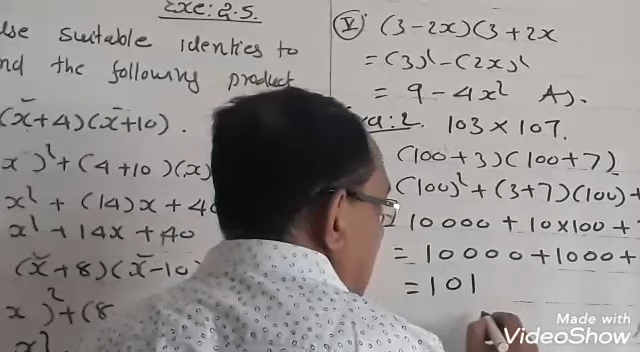 Exe: 2.5.
Use suitable identies to
find the following product
(x+4)(x+10).
x)²+(4+10)(x)
x²+(14)x+40
x²+14x+40
(x+8)(x-10)
x)²+(8
x²
(V) (3-2x)(3+2x
=(3)²-(2x)²
= 9-4x² A).
2. 103×107.
(100+3)(100+7)
(100)²+(3+7)(100)+
10000+10×100+
=10000+1000+
=101
Made with
VideoShow